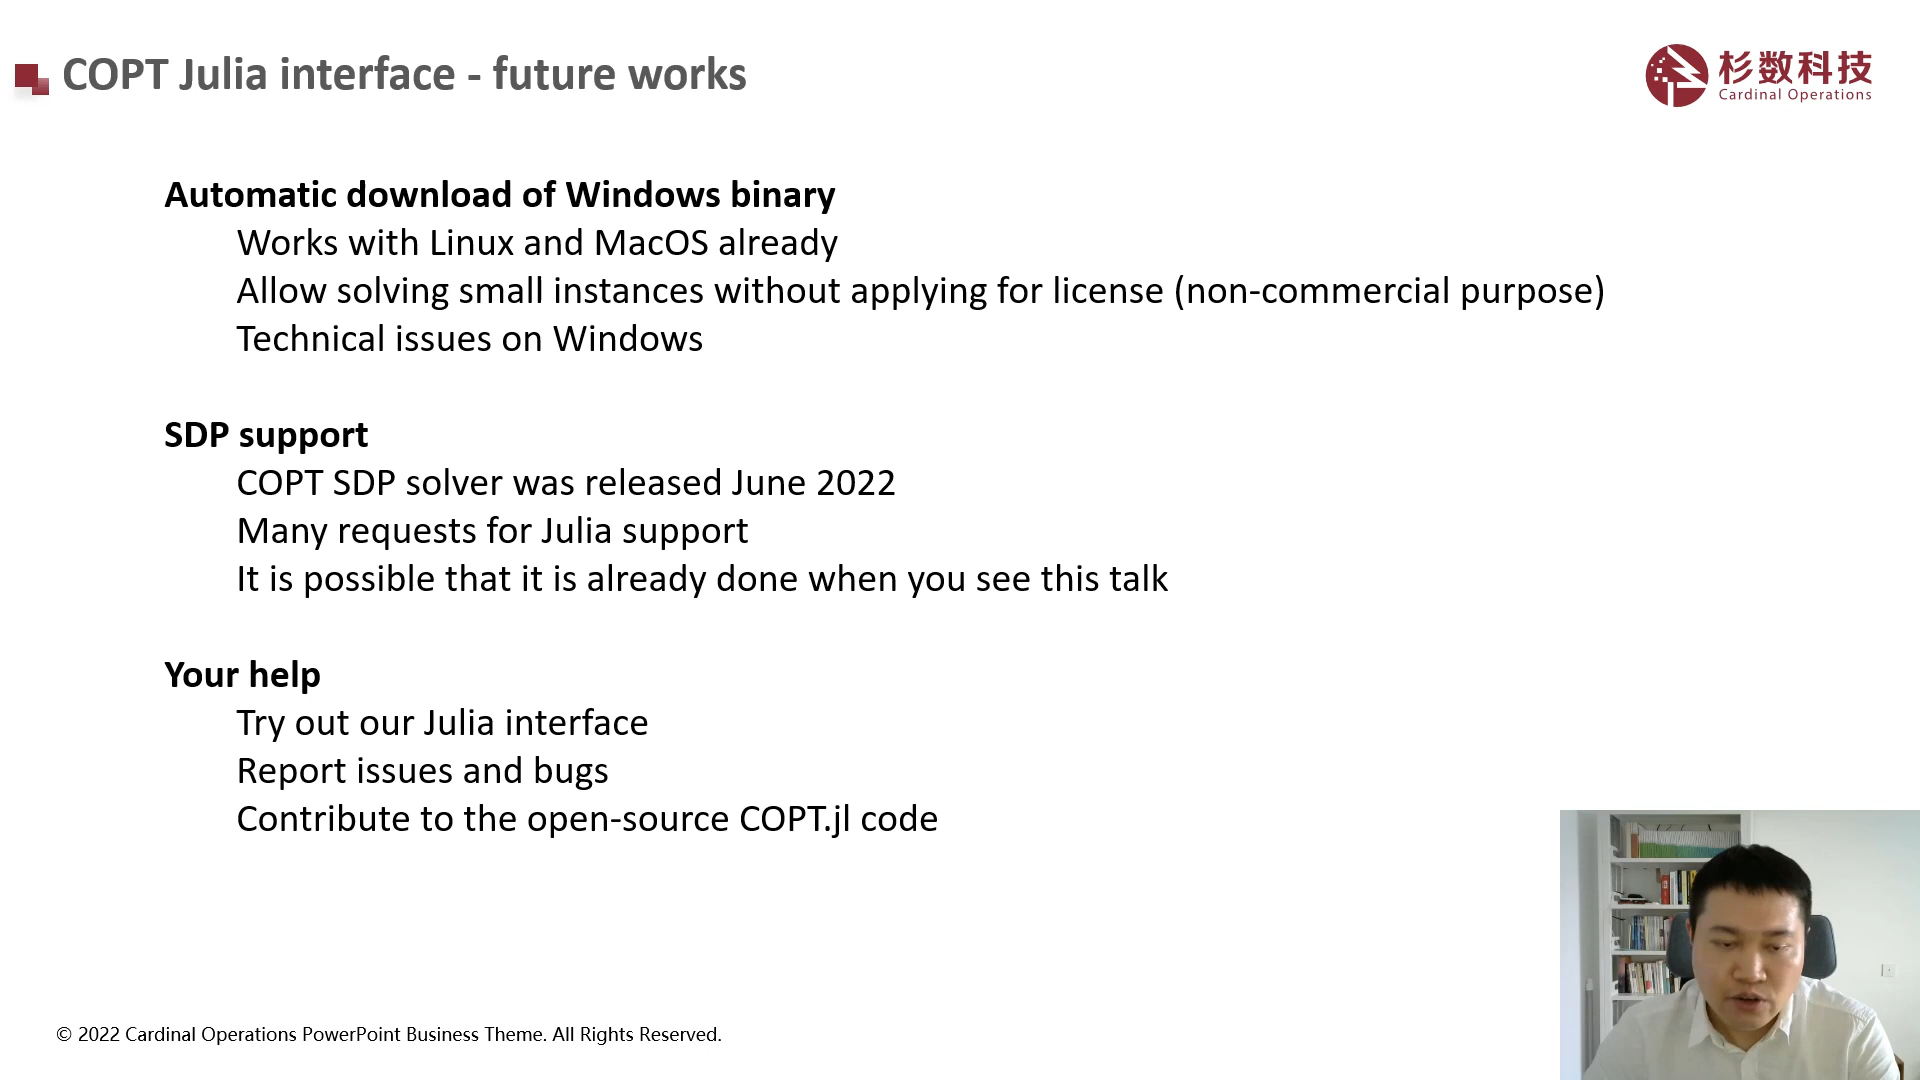 COPT Julia interface - future works
杉数科技
Cardinal Operations
Automatic download of Windows binary
Works with Linux and MacOS already
Allow solving small instances without applying for license (non-commercial purpose)
Technical issues on Windows
SDP support
COPT SDP solver was released June 2022
Many requests for Julia support
It is possible that it is already done when you see this talk
Your help
Try out our Julia interface
Report issues and bugs
Contribute to the open-source COPT.jl code
© 2022 Cardinal Operations PowerPoint Business Theme. All Rights Reserved.